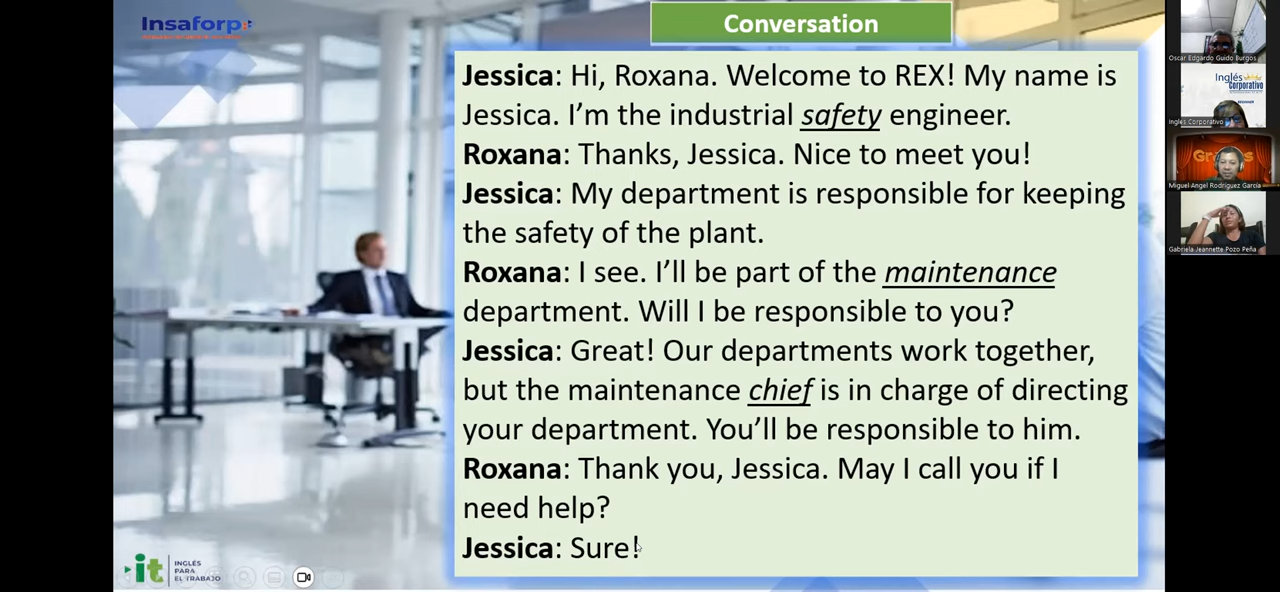 Insaforp
Conversation
Jessica: Hi, Roxana. Welcome to REX! My name is
Jessica. I'm the industrial safety engineer.
Roxana: Thanks, Jessica. Nice to meet you!
Jessica: My department is responsible for keeping
the safety of the plant.
Roxana: I see. I'll be part of the maintenance
department. Will I be responsible to you?
Jessica: Great! Our departments work together,
but the maintenance chief is in charge of directing
your department. You'll be responsible to him.
Roxana: Thank you, Jessica. May I call you if I
need help?
Jessica: Sure!
it
INGLÉS
PARA
EL TRABAJO
Oscar Edgardo Guido Burgos
Inglés
Corporativo
Inglés Corporativo
Miguel Angel Rodríguez García
Gabriela Jeannette Pozo Peña